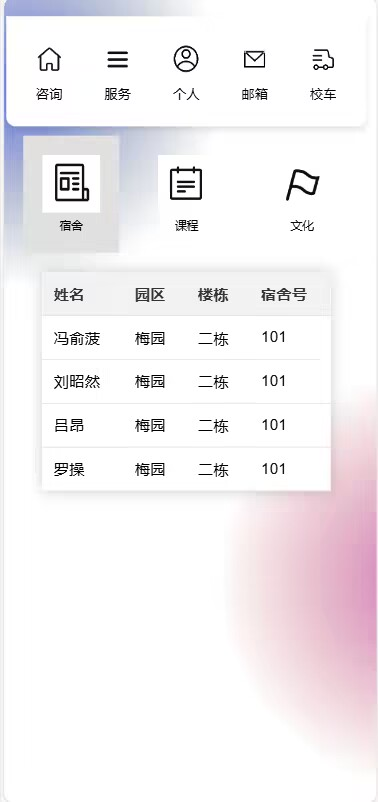 咨询 服务 个人 邮箱 校车
宿舍 课程 文化
姓名 园区 楼栋 宿舍号
冯俞菠 梅园 二栋 101
刘昭然 梅园 二栋 101
吕昂 梅园 二栋 101
罗操 梅园 二栋 101